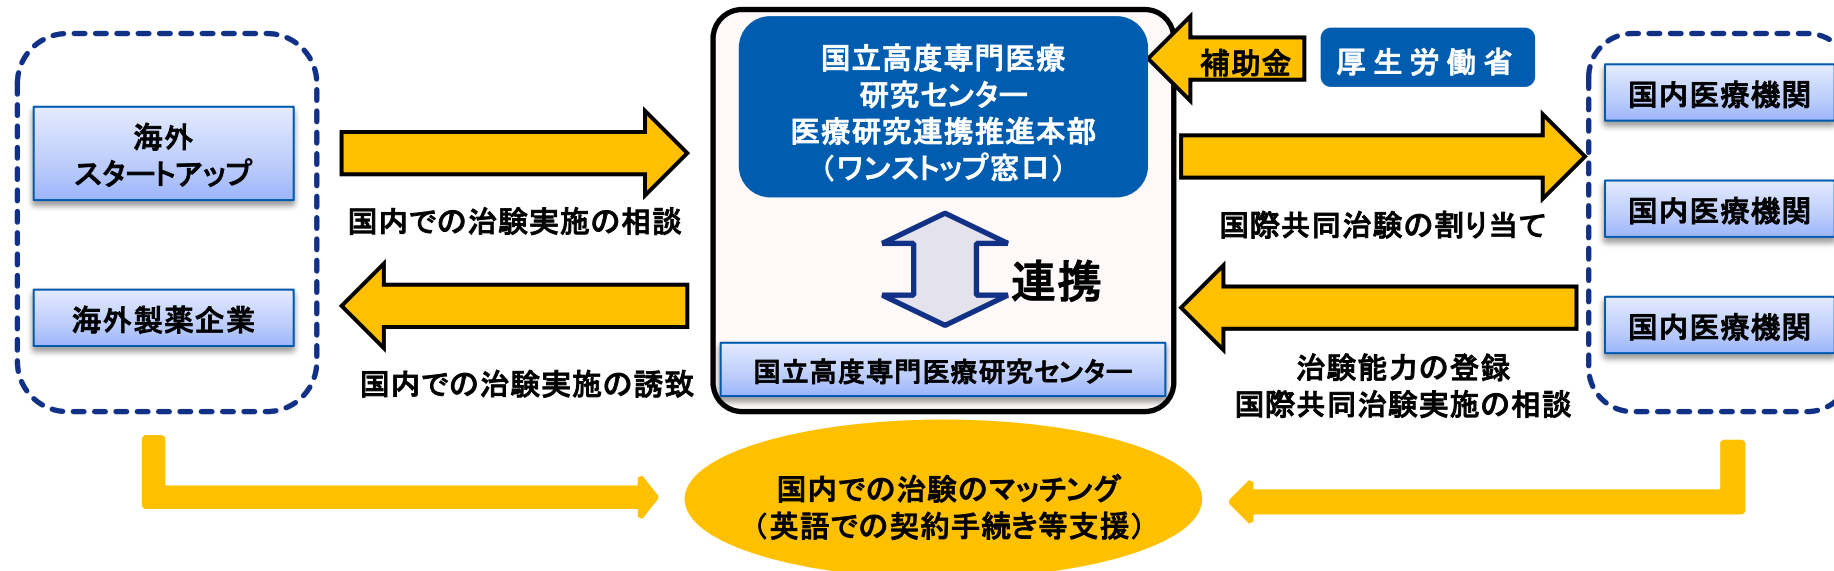 海外
スタートアップ
海外製薬企業
国内での治験実施の相談
国内での治験実施の誘致
国立高度専門医療
研究センター
医療研究連携推進本部
（ワンストップ窓口）
連携
国立高度専門医療研究センター
補助金
厚生労働省
国際共同治験の割り当て
治験能力の登録
国際共同治験実施の相談
国内医療機関
国内医療機関
国内医療機関
国内での治験のマッチング
（英語での契約手続き等支援）